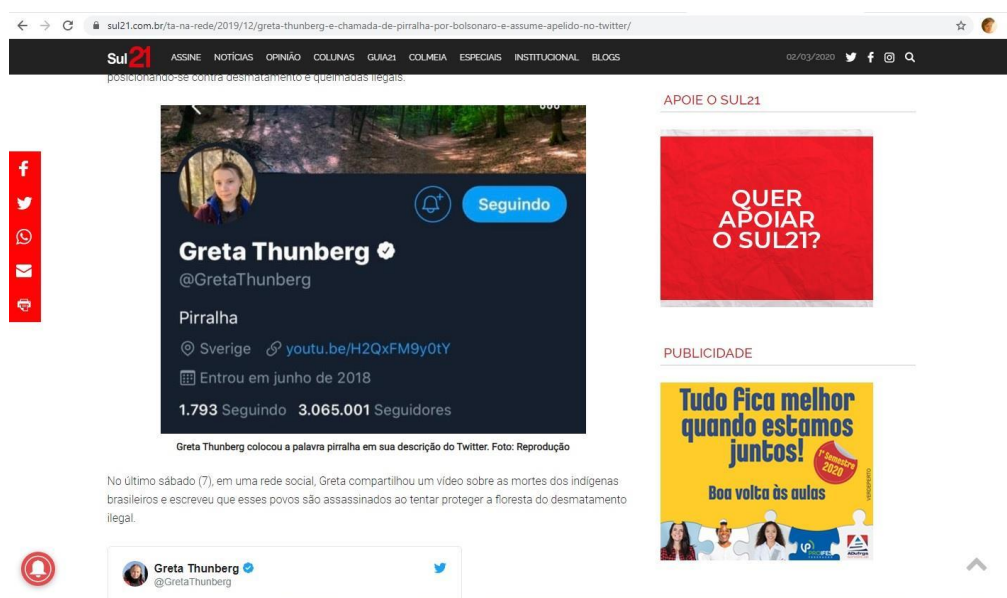 sul21.com.br/ta-na-rede/2019/12/greta-thunberg-e-chamada-de-pirralha-por-bolsonaro-e-assume-apelido-no-twitter/
Sul21 ASSINE NOTÍCIAS OPINIÃO COLUNAS GUIA21 COLMEIA ESPECIAIS INSTITUCIONAL BLOGS 02/03/2020
posicionando-se contra desmatamento e queimadas ilegais.
Seguindo
Greta Thunberg
@GretaThunberg
Pirralha
Sverige youtu.be/H2QxFM9y0tY
Entrou em junho de 2018
1.793 Seguindo 3.065.001 Seguidores
Greta Thunberg colocou a palavra pirralha em sua descrição do Twitter. Foto: Reprodução
No último sábado (7), em uma rede social, Greta compartilhou um vídeo sobre as mortes dos indígenas
brasileiros e escreveu que esses povos são assassinados ao tentar proteger a floresta do desmatamento
ilegal.
Greta Thunberg
@GretaThunberg
APOIE O SUL21
QUER
APOIAR
O SUL21?
PUBLICIDADE
Tudo fica melhor
quando estamos
juntos!
1º Semestre
2020
Boa volta às aulas
VERDEPERTO
PROIFES
ADufrgs